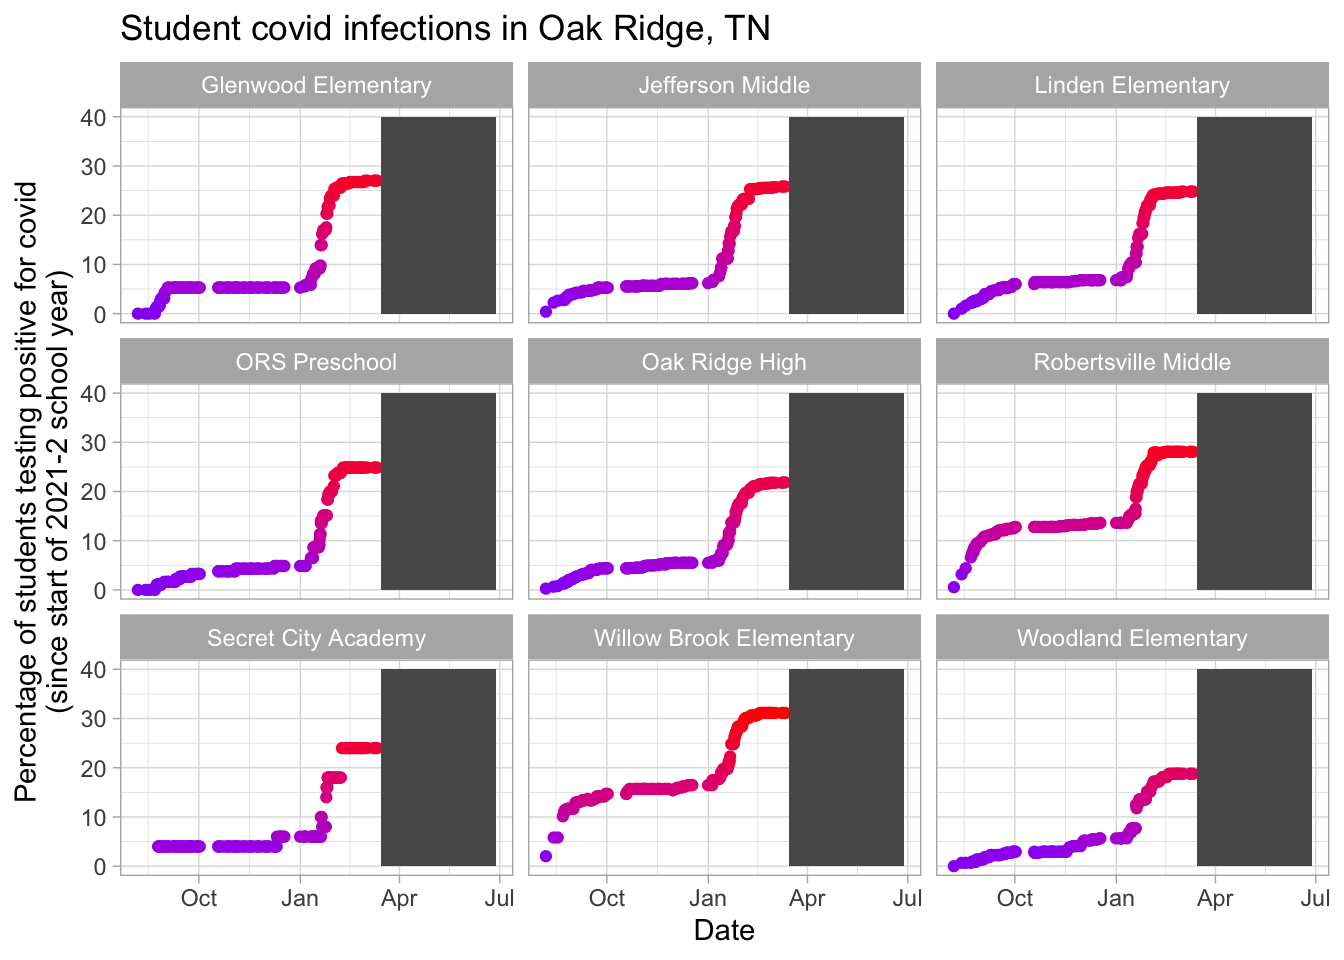 Student covid infections in Oak Ridge, TN
Percentage of students testing positive for covid
(since start of 2021-2 school year)
Glenwood Elementary
Jefferson Middle
Linden Elementary
40
30
20
10
0
ORS Preschool
Oak Ridge High
Robertsville Middle
40
30
20
10
0
Secret City Academy
Willow Brook Elementary
Woodland Elementary
40
30
20
10
0
Oct Jan Apr Jul
Oct Jan Apr Jul
Oct Jan Apr Jul
Date